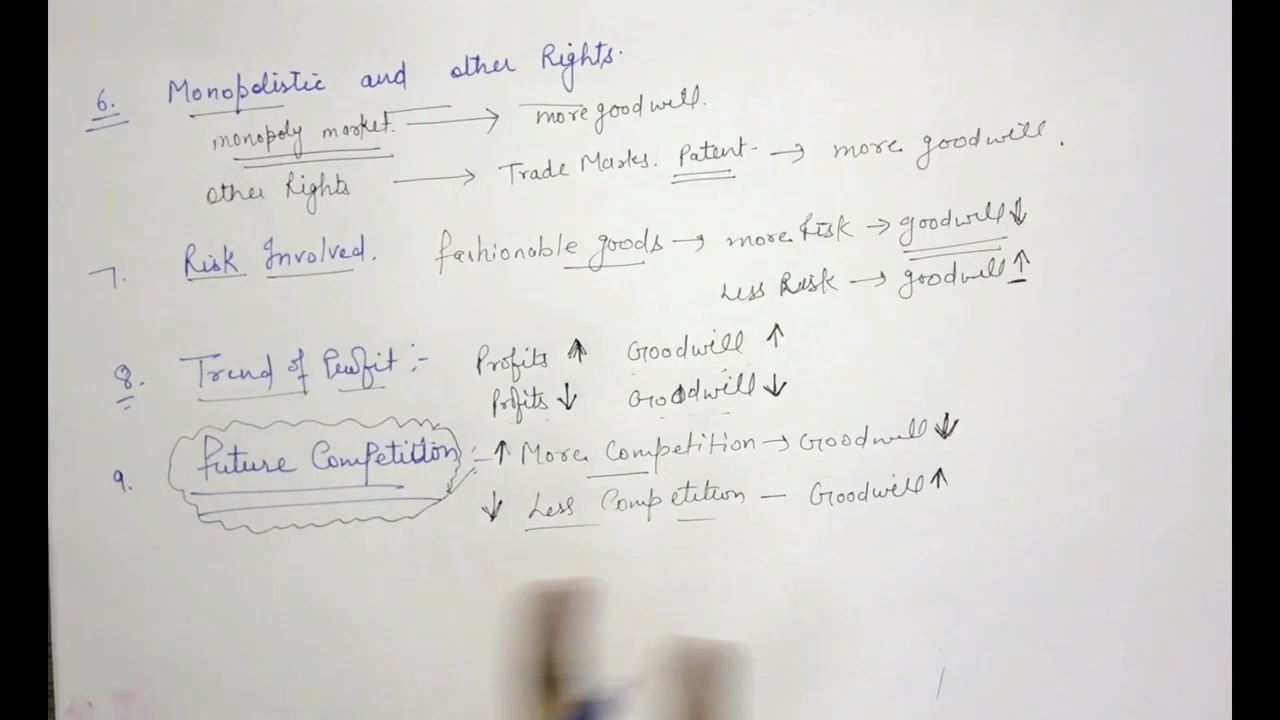 6. Monopolistic and other Rights.
monopoly market. → more goodwill.
other Rights → Trade Marks. Patent → more goodwill.
7. Risk Involved. fashionable goods → more Risk → goodwill ↓
Less Risk → goodwill ↑
8. Trend of Profit :- Profits ↑ Goodwill ↑
Profits ↓ Goodwill ↓
9. Future Competition :- ↑ More Competition → Goodwill ↓
↓ Less Competition — Goodwill ↑